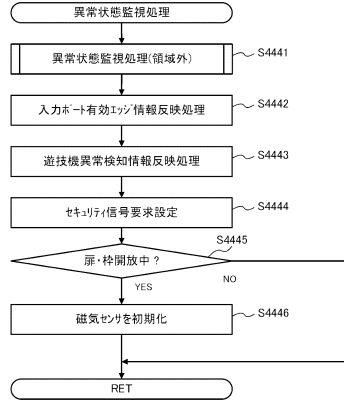 異常状態監視処理
異常状態監視処理(領域外)
S4441
入力ポート有効エッジ情報反映処理
S4442
遊技機異常検知情報反映処理
S4443
セキュリティ信号要求設定
S4444
S4445
扉・枠開放中？
NO
YES
磁気センサを初期化
S4446
RET